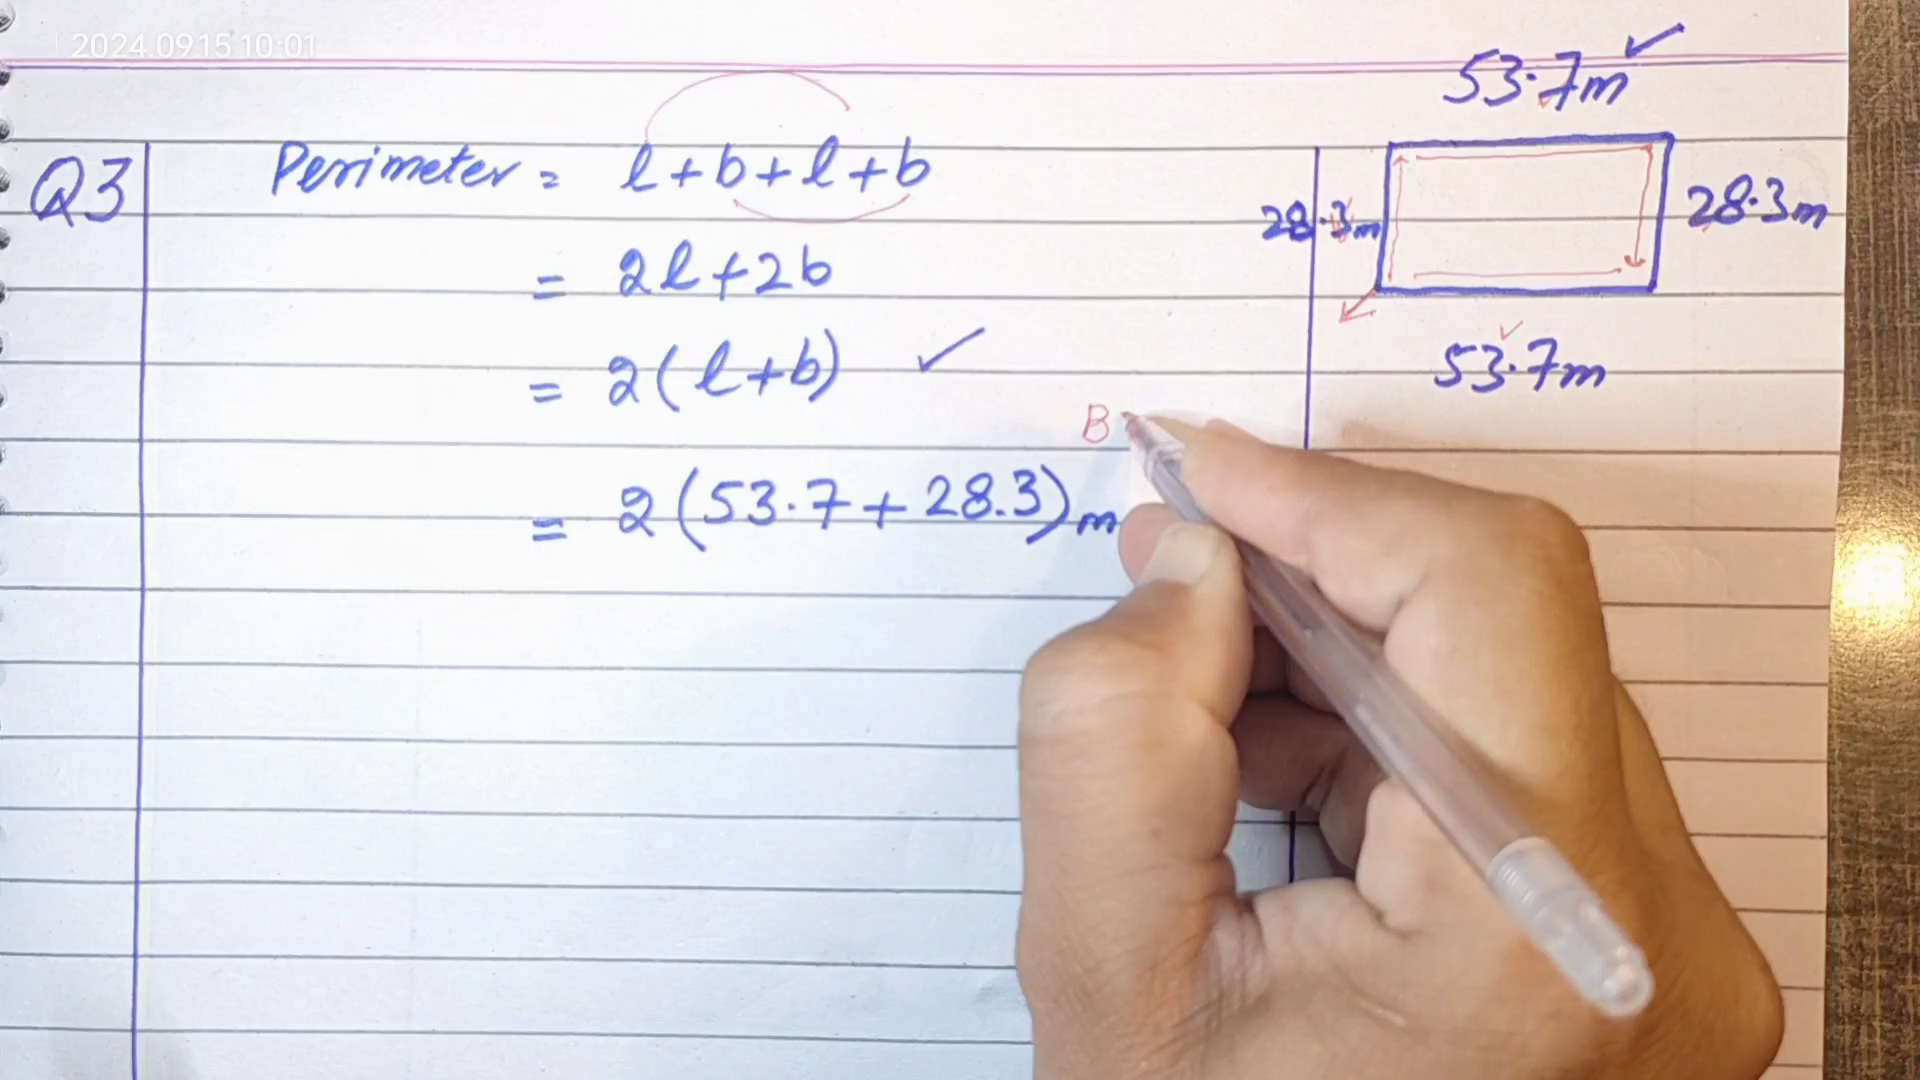 2024.09.15 10:01
53.7m ✓
Q3 Perimeter = l+b+l+b
28.3m 28.3m
= 2l+2b
= 2(l+b) ✓
53.7m
B
= 2(53.7+28.3)m